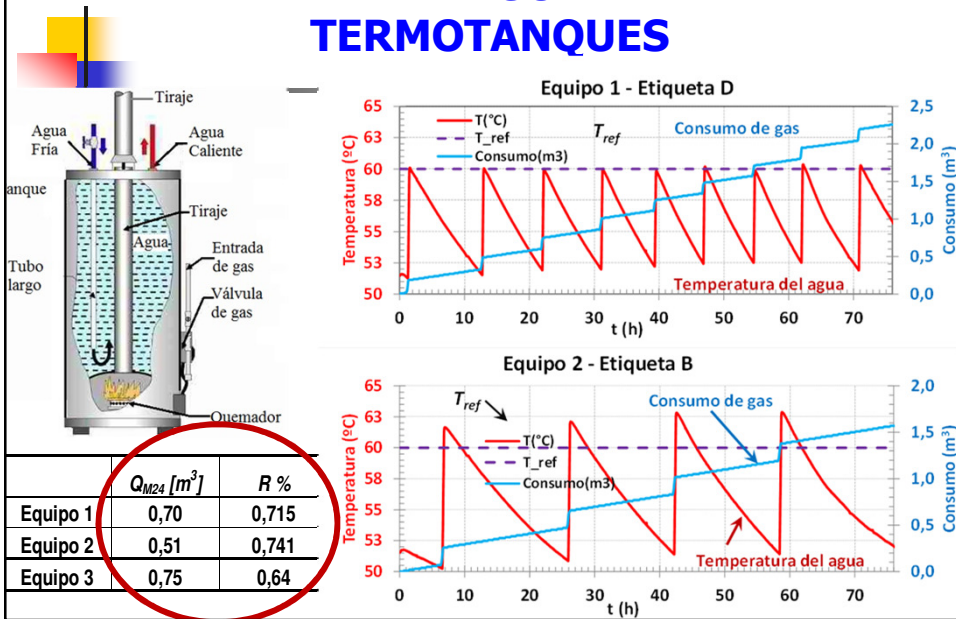 TERMOTANQUES
Tiraje
Agua
Fría
Agua
Caliente
anque
Tiraje
Agua
Entrada
de gas
Tubo
largo
Válvula
de gas
Quemador
Q_M24 [m³] R %
Equipo 1 0,70 0,715
Equipo 2 0,51 0,741
Equipo 3 0,75 0,64
Equipo 1 - Etiqueta D
65
63
60
58
55
53
50
Temperatura (ºC)
T(°C)
T_ref
Consumo(m3)
T_ref
Consumo de gas
Temperatura del agua
2,5
2,0
1,5
1,0
0,5
0,0
Consumo (m³)
0 10 20 30 40 50 60 70
t (h)
Equipo 2 - Etiqueta B
65
63
60
58
55
53
50
Temperatura (ºC)
T_ref
T(°C)
T_ref
Consumo(m3)
Consumo de gas
Temperatura del agua
2,0
1,5
1,0
0,5
0,0
Consumo (m³)
0 10 20 30 40 50 60 70
t (h)